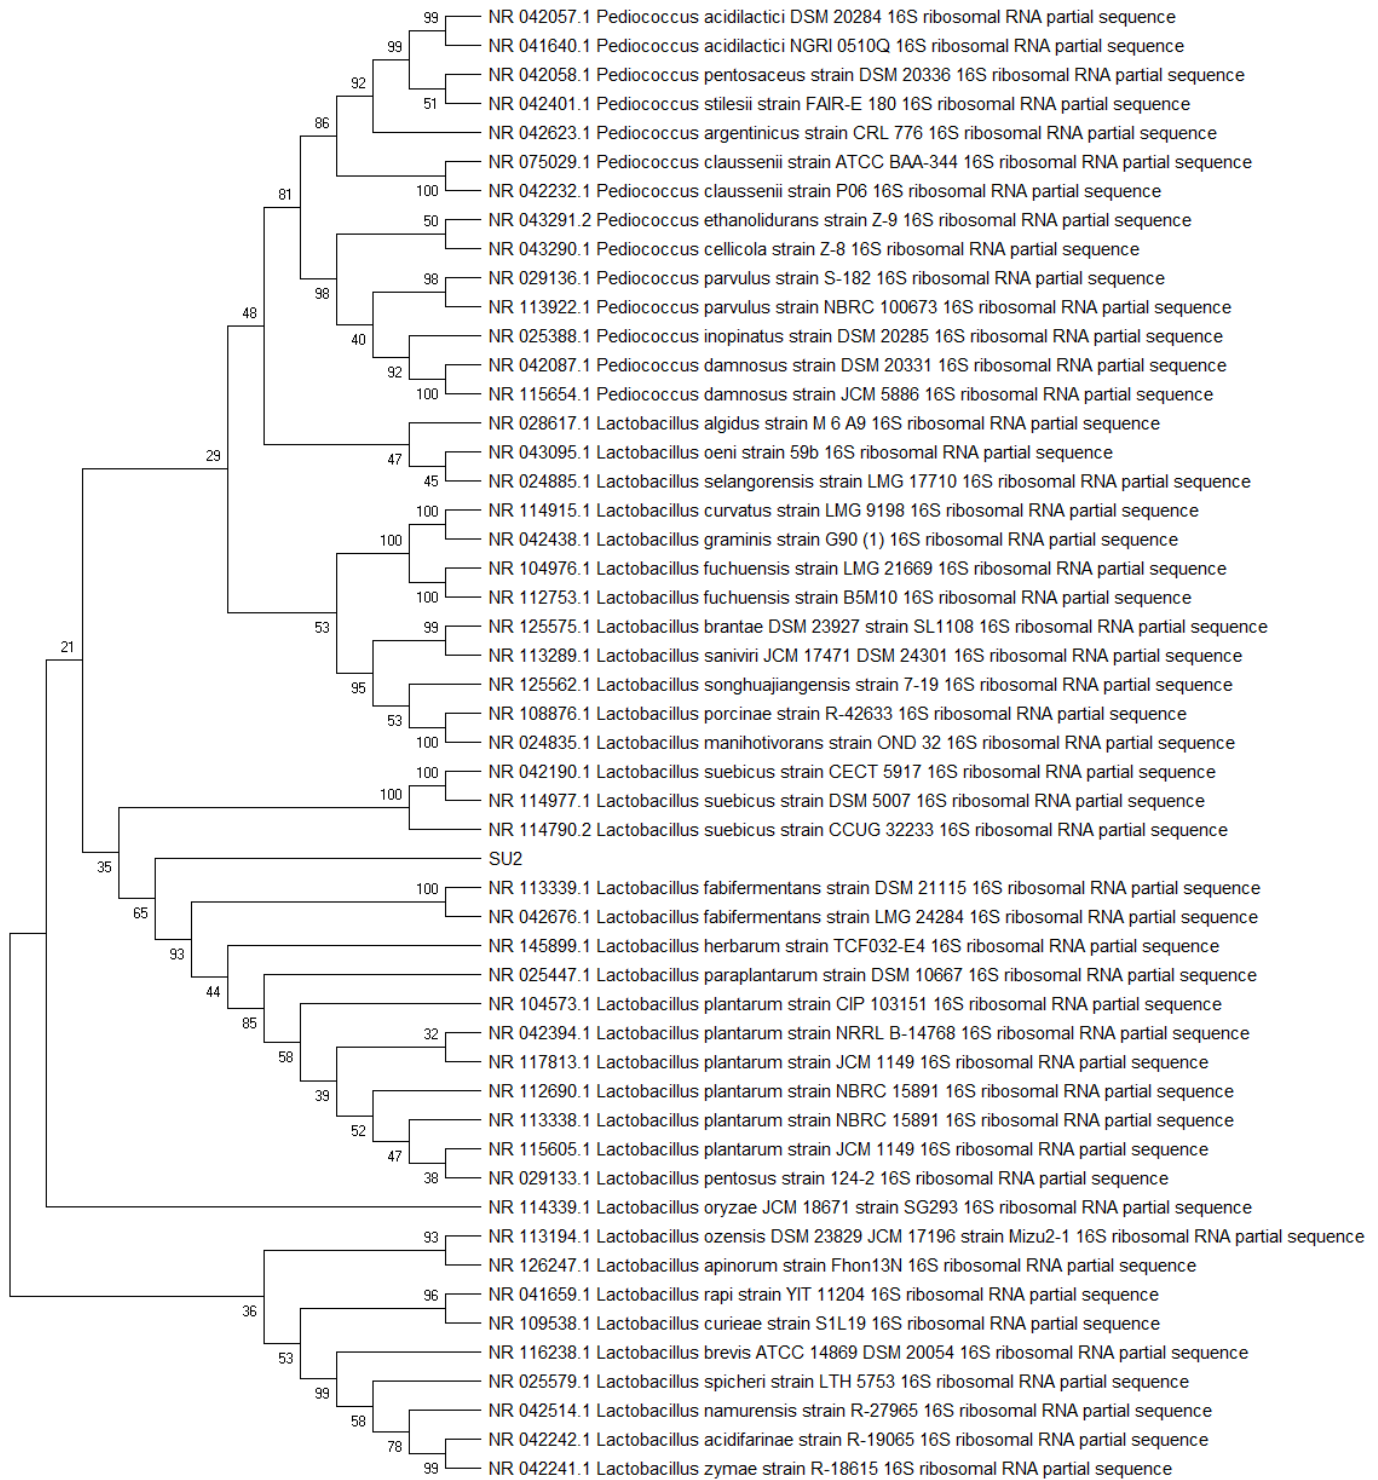 99 NR 042057.1 Pediococcus acidilactici DSM 20284 16S ribosomal RNA partial sequence
99 NR 041640.1 Pediococcus acidilactici NGRI 0510Q 16S ribosomal RNA partial sequence
92 NR 042058.1 Pediococcus pentosaceus strain DSM 20336 16S ribosomal RNA partial sequence
51 NR 042401.1 Pediococcus stilesii strain FAIR-E 180 16S ribosomal RNA partial sequence
86 NR 042623.1 Pediococcus argentinicus strain CRL 776 16S ribosomal RNA partial sequence
NR 075029.1 Pediococcus claussenii strain ATCC BAA-344 16S ribosomal RNA partial sequence
81 100 NR 042232.1 Pediococcus claussenii strain P06 16S ribosomal RNA partial sequence
50 NR 043291.2 Pediococcus ethanolidurans strain Z-9 16S ribosomal RNA partial sequence
NR 043290.1 Pediococcus cellicola strain Z-8 16S ribosomal RNA partial sequence
98 98 NR 029136.1 Pediococcus parvulus strain S-182 16S ribosomal RNA partial sequence
48 NR 113922.1 Pediococcus parvulus strain NBRC 100673 16S ribosomal RNA partial sequence
40 NR 025388.1 Pediococcus inopinatus strain DSM 20285 16S ribosomal RNA partial sequence
92 NR 042087.1 Pediococcus damnosus strain DSM 20331 16S ribosomal RNA partial sequence
100 NR 115654.1 Pediococcus damnosus strain JCM 5886 16S ribosomal RNA partial sequence
NR 028617.1 Lactobacillus algidus strain M 6 A9 16S ribosomal RNA partial sequence
29 47 NR 043095.1 Lactobacillus oeni strain 59b 16S ribosomal RNA partial sequence
45 NR 024885.1 Lactobacillus selangorensis strain LMG 17710 16S ribosomal RNA partial sequence
100 NR 114915.1 Lactobacillus curvatus strain LMG 9198 16S ribosomal RNA partial sequence
100 NR 042438.1 Lactobacillus graminis strain G90 (1) 16S ribosomal RNA partial sequence
NR 104976.1 Lactobacillus fuchuensis strain LMG 21669 16S ribosomal RNA partial sequence
100 NR 112753.1 Lactobacillus fuchuensis strain B5M10 16S ribosomal RNA partial sequence
53 99 NR 125575.1 Lactobacillus brantae DSM 23927 strain SL1108 16S ribosomal RNA partial sequence
21 NR 113289.1 Lactobacillus saniviri JCM 17471 DSM 24301 16S ribosomal RNA partial sequence
95 NR 125562.1 Lactobacillus songhuajiangensis strain 7-19 16S ribosomal RNA partial sequence
53 NR 108876.1 Lactobacillus porcinae strain R-42633 16S ribosomal RNA partial sequence
100 NR 024835.1 Lactobacillus manihotivorans strain OND 32 16S ribosomal RNA partial sequence
100 NR 042190.1 Lactobacillus suebicus strain CECT 5917 16S ribosomal RNA partial sequence
100 NR 114977.1 Lactobacillus suebicus strain DSM 5007 16S ribosomal RNA partial sequence
NR 114790.2 Lactobacillus suebicus strain CCUG 32233 16S ribosomal RNA partial sequence
35 SU2
100 NR 113339.1 Lactobacillus fabifermentans strain DSM 21115 16S ribosomal RNA partial sequence
65 NR 042676.1 Lactobacillus fabifermentans strain LMG 24284 16S ribosomal RNA partial sequence
93 NR 145899.1 Lactobacillus herbarum strain TCF032-E4 16S ribosomal RNA partial sequence
44 NR 025447.1 Lactobacillus paraplantarum strain DSM 10667 16S ribosomal RNA partial sequence
85 NR 104573.1 Lactobacillus plantarum strain CIP 103151 16S ribosomal RNA partial sequence
32 NR 042394.1 Lactobacillus plantarum strain NRRL B-14768 16S ribosomal RNA partial sequence
58 NR 117813.1 Lactobacillus plantarum strain JCM 1149 16S ribosomal RNA partial sequence
39 NR 112690.1 Lactobacillus plantarum strain NBRC 15891 16S ribosomal RNA partial sequence
52 NR 113338.1 Lactobacillus plantarum strain NBRC 15891 16S ribosomal RNA partial sequence
47 NR 115605.1 Lactobacillus plantarum strain JCM 1149 16S ribosomal RNA partial sequence
38 NR 029133.1 Lactobacillus pentosus strain 124-2 16S ribosomal RNA partial sequence
NR 114339.1 Lactobacillus oryzae JCM 18671 strain SG293 16S ribosomal RNA partial sequence
93 NR 113194.1 Lactobacillus ozensis DSM 23829 JCM 17196 strain Mizu2-1 16S ribosomal RNA partial sequence
NR 126247.1 Lactobacillus apinorum strain Fhon13N 16S ribosomal RNA partial sequence
36 96 NR 041659.1 Lactobacillus rapi strain YIT 11204 16S ribosomal RNA partial sequence
NR 109538.1 Lactobacillus curieae strain S1L19 16S ribosomal RNA partial sequence
53 NR 116238.1 Lactobacillus brevis ATCC 14869 DSM 20054 16S ribosomal RNA partial sequence
99 NR 025579.1 Lactobacillus spicheri strain LTH 5753 16S ribosomal RNA partial sequence
58 NR 042514.1 Lactobacillus namurensis strain R-27965 16S ribosomal RNA partial sequence
78 NR 042242.1 Lactobacillus acidifarinae strain R-19065 16S ribosomal RNA partial sequence
99 NR 042241.1 Lactobacillus zymae strain R-18615 16S ribosomal RNA partial sequence